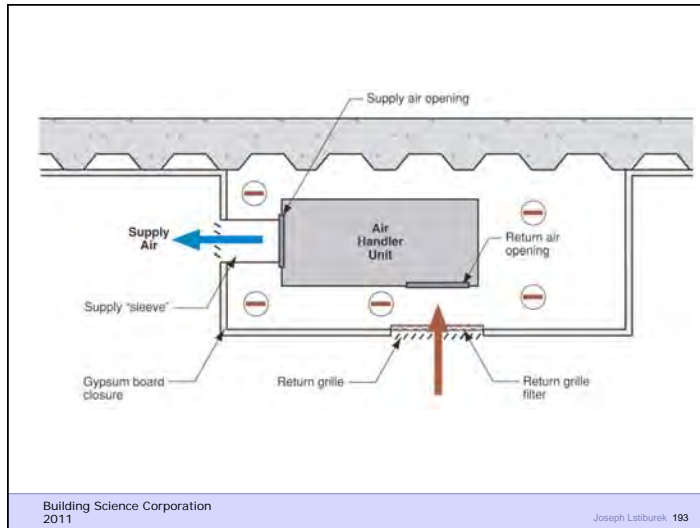 Supply air opening
Supply
Air
Air
Handler
Unit
Return air
opening
Supply "sleeve"
Gypsum board
closure
Return grille
Return grille
filter
Building Science Corporation
2011
Joseph Lstiburek 193